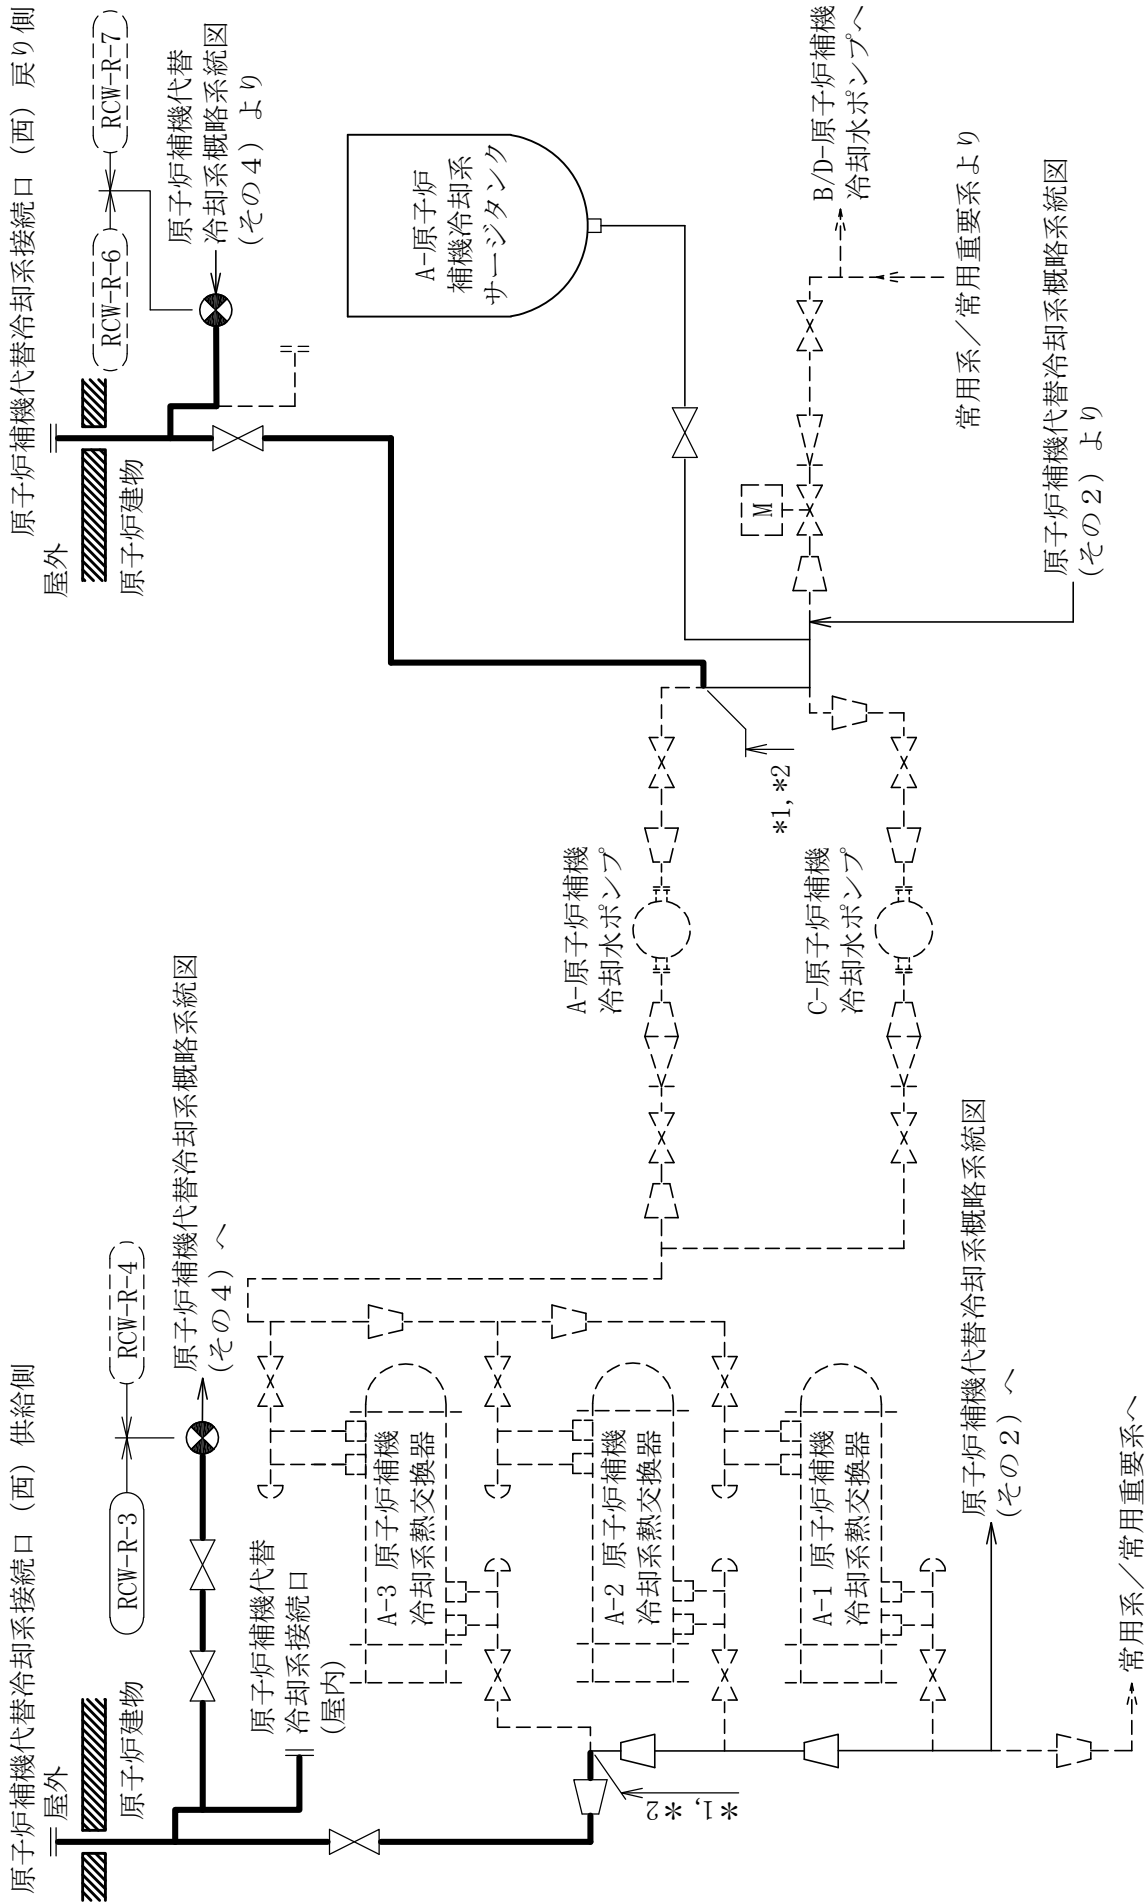 原子炉補機代替冷却系接続口（西）供給側
屋外
原子炉建物
RCW-R-3
RCW-R-4
原子炉補機代替冷却系概略系統図
(その4) へ
原子炉補機代替
冷却系接続口
(屋内)
A-3 原子炉補機
冷却系熱交換器
A-2 原子炉補機
冷却系熱交換器
A-1 原子炉補機
冷却系熱交換器
*1, *2
原子炉補機代替冷却系概略系統図
(その2) へ
常用系／常用重要系へ
A-原子炉補機
冷却水ポンプ
C-原子炉補機
冷却水ポンプ
*1, *2
原子炉補機代替冷却系接続口（西）戻り側
屋外
原子炉建物
RCW-R-6
RCW-R-7
原子炉補機代替
冷却系概略系統図
(その4) より
A-原子炉
補機冷却系
サージタンク
M
B/D-原子炉補機
冷却水ポンプへ
常用系／常用重要系より
原子炉補機代替冷却系概略系統図
(その2) より